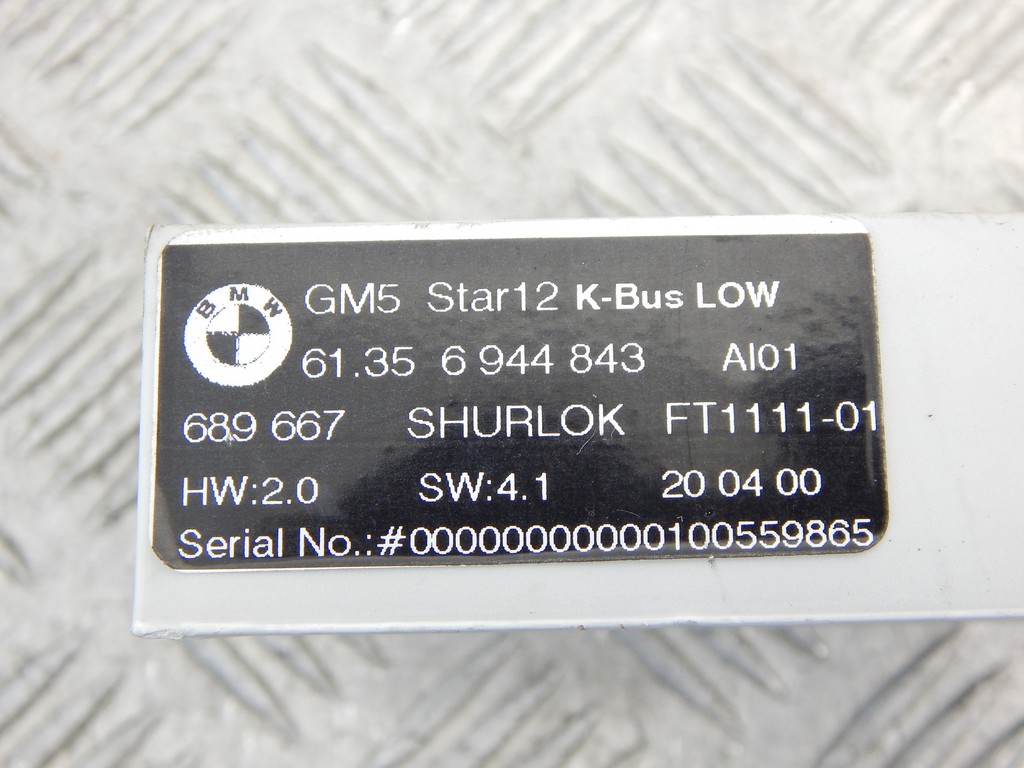 BMW
GM5 Star12 K-Bus LOW
61.35 6 944 843 AI01
689 667 SHURLOK FT1111-01
HW:2.0 SW:4.1 20 04 00
Serial No.:#00000000000100559865